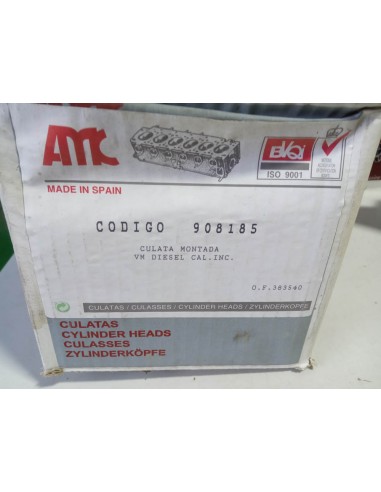 AMC
BVQi
ISO 9001
MADE IN SPAIN
CODIGO 908185
CULATA MONTADA
VM DIESEL CAL.INC.
O.F.385540
CULATAS / CULASSES / CYLINDER HEADS / ZYLINDERKÖPFE
CULATAS
CYLINDER HEADS
CULASSES
ZYLINDERKÖPFE